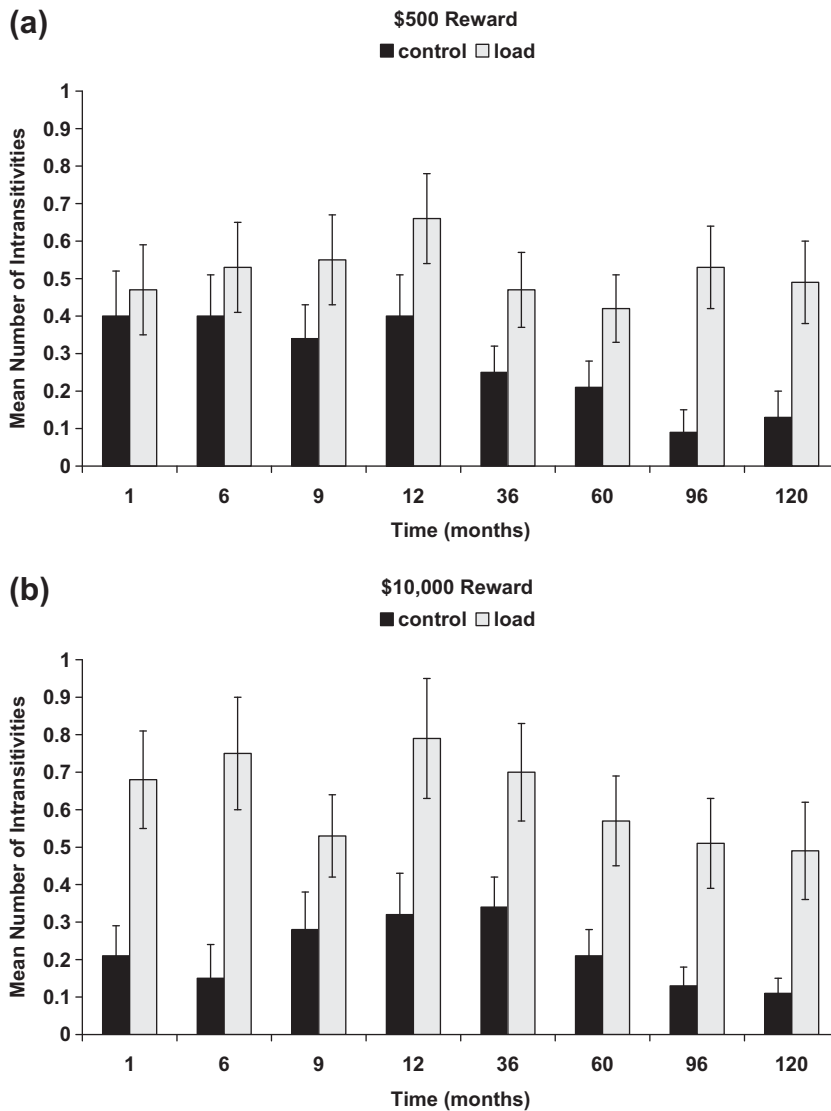 (a)
$500 Reward
control load
Mean Number of Intransitivities
1
0.9
0.8
0.7
0.6
0.5
0.4
0.3
0.2
0.1
0
1 6 9 12 36 60 96 120
Time (months)
(b)
$10,000 Reward
control load
Mean Number of Intransitivities
1
0.9
0.8
0.7
0.6
0.5
0.4
0.3
0.2
0.1
0
1 6 9 12 36 60 96 120
Time (months)